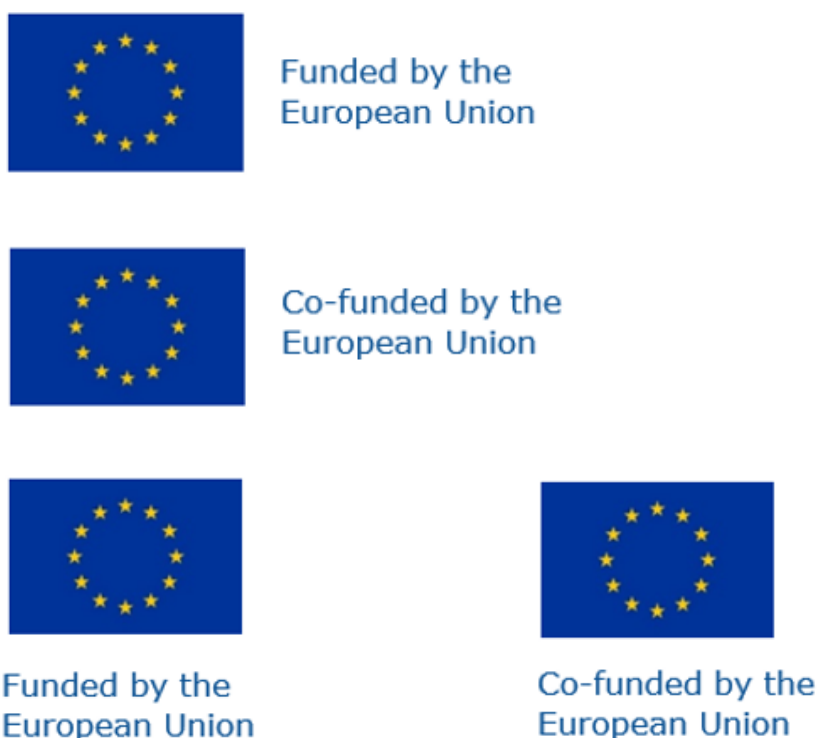 Funded by the
European Union
Co-funded by the
European Union
Funded by the
European Union
Co-funded by the
European Union